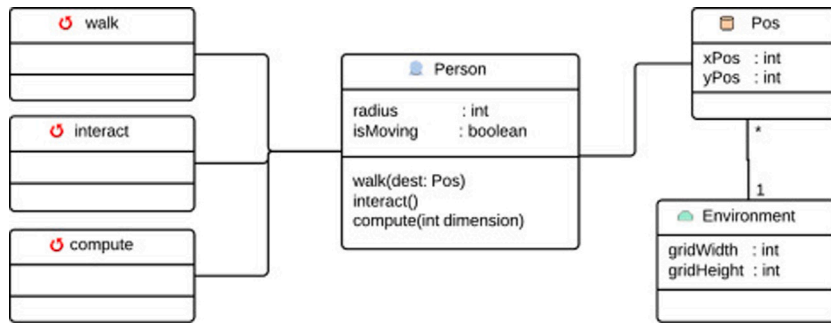 walk
interact
compute
Person
radius : int
isMoving : boolean
walk(dest: Pos)
interact()
compute(int dimension)
Pos
xPos : int
yPos : int
*
1
Environment
gridWidth : int
gridHeight : int